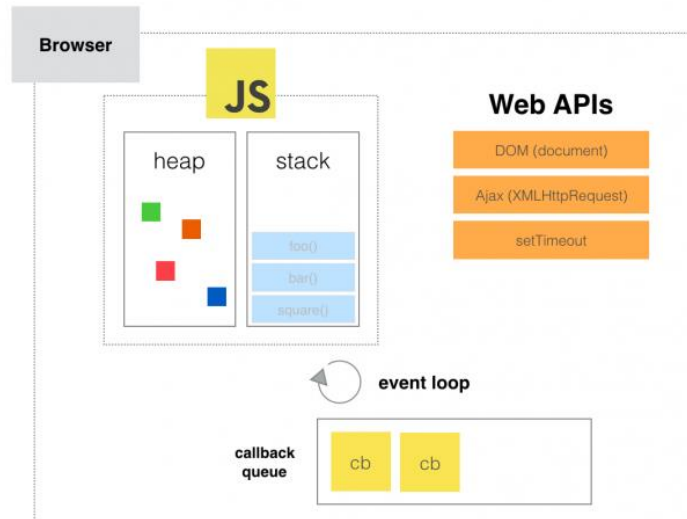 Browser
JS
heap
stack
foo()
bar()
square()
Web APIs
DOM (document)
Ajax (XMLHttpRequest)
setTimeout
event loop
callback
queue
cb
cb